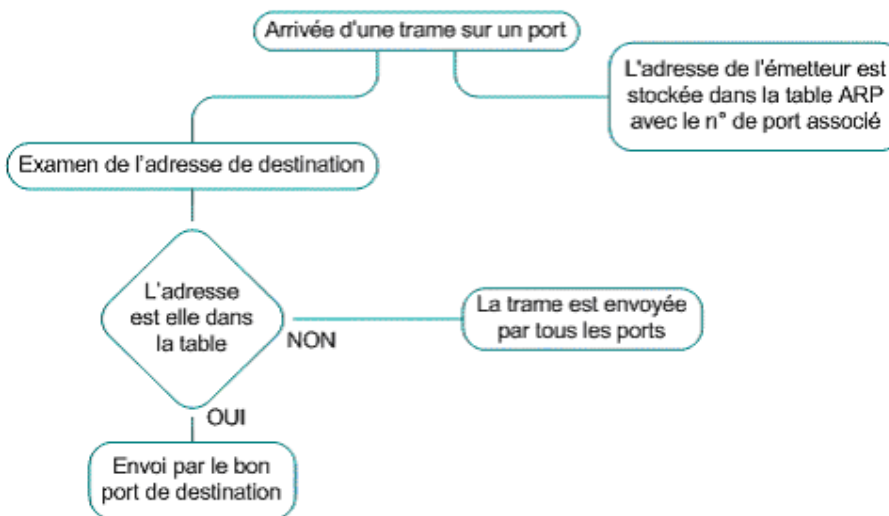 Arrivée d'une trame sur un port
L'adresse de l'émetteur est
stockée dans la table ARP
avec le n° de port associé
Examen de l'adresse de destination
L'adresse
est elle dans
la table
NON
La trame est envoyée
par tous les ports
OUI
Envoi par le bon
port de destination